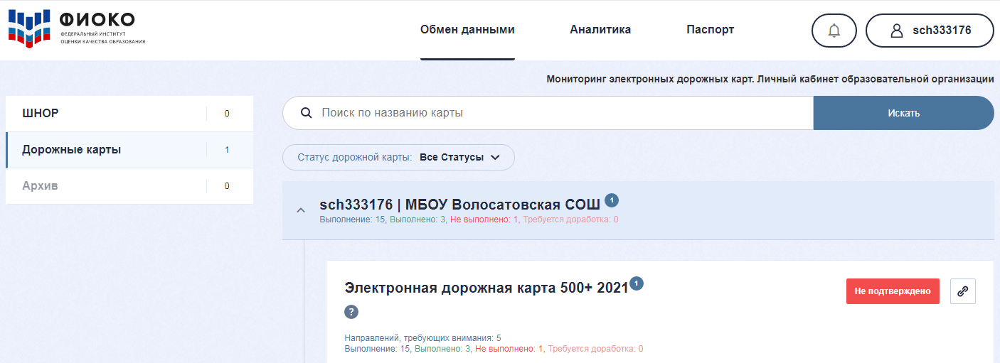 ФИОКО
ФЕДЕРАЛЬНЫЙ ИНСТИТУТ
ОЦЕНКИ КАЧЕСТВА ОБРАЗОВАНИЯ
Обмен данными
Аналитика
Паспорт
sch333176
Мониторинг электронных дорожных карт. Личный кабинет образовательной организации
ШНОР 0
Дорожные карты 1
Архив 0
Поиск по названию карты
Искать
Статус дорожной карты: Все Статусы
sch333176 | МБОУ Волосатовская СОШ 1
Выполнение: 15, Выполнено: 3, Не выполнено: 1, Требуется доработка: 0
Электронная дорожная карта 500+ 2021 1
Не подтверждено
?
Направлений, требующих внимания: 5
Выполнение: 15, Выполнено: 3, Не выполнено: 1, Требуется доработка: 0